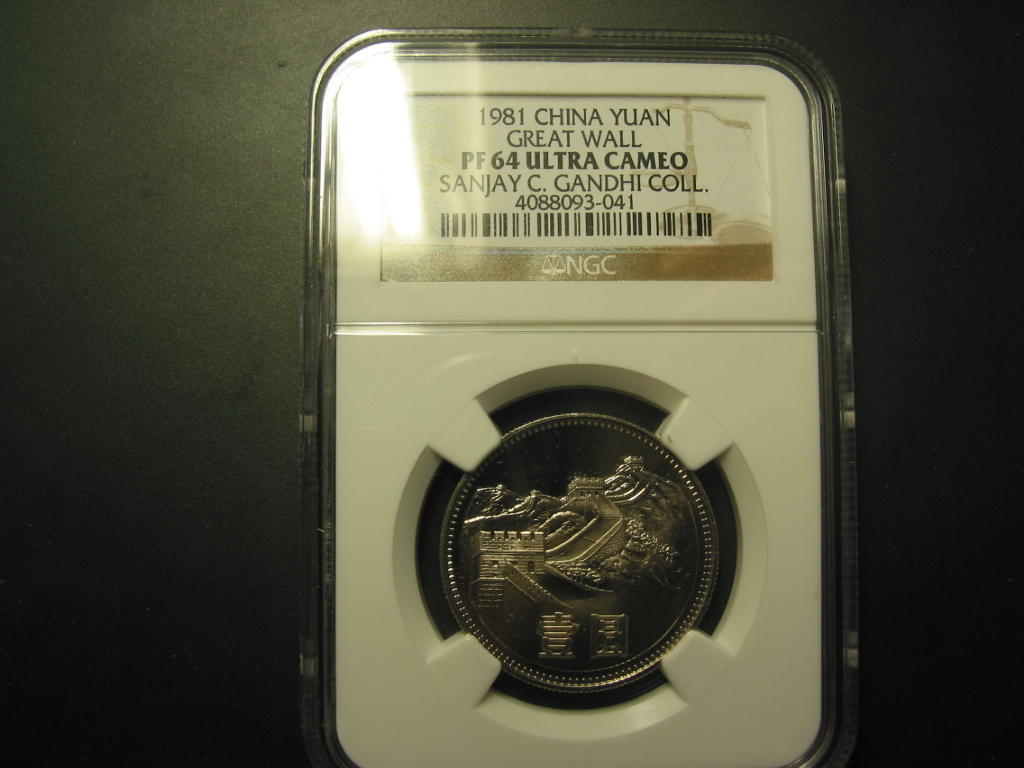 1981 CHINA YUAN
GREAT WALL
PF 64 ULTRA CAMEO
SANJAY C. GANDHI COLL.
4088093-041
NGC
壹圆